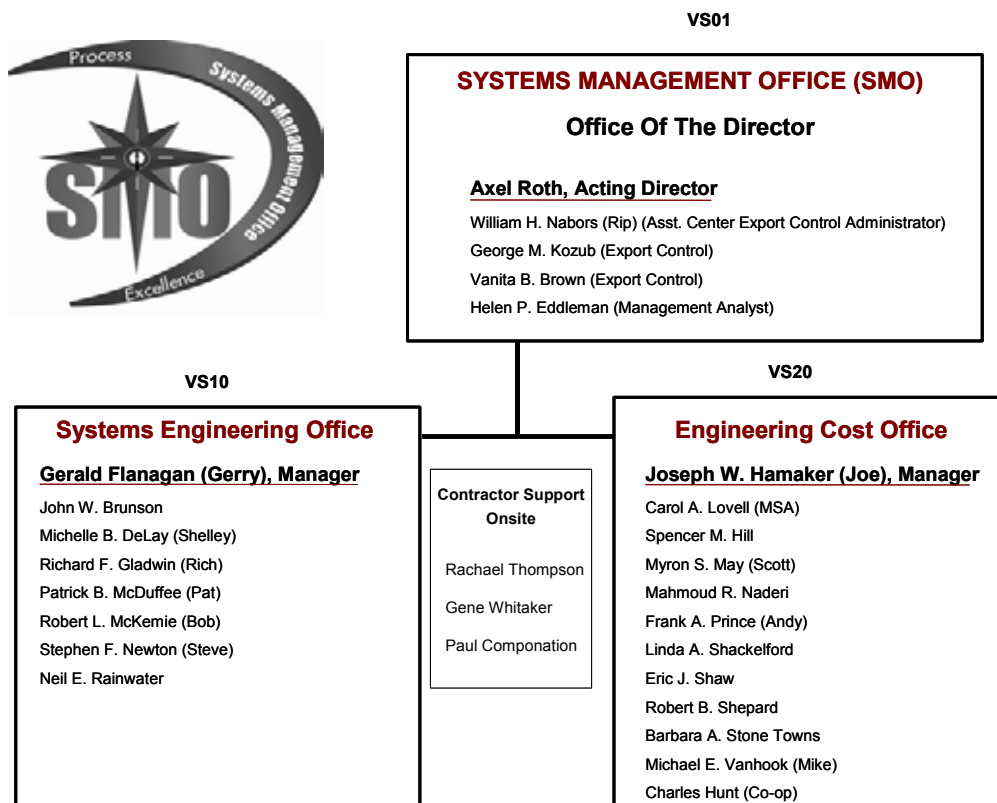 VS01
Process
Systems Management Office
SMO
Excellence
SYSTEMS MANAGEMENT OFFICE (SMO)
Office Of The Director
Axel Roth, Acting Director
William H. Nabors (Rip) (Asst. Center Export Control Administrator)
George M. Kozub (Export Control)
Vanita B. Brown (Export Control)
Helen P. Eddleman (Management Analyst)
VS10
Systems Engineering Office
Gerald Flanagan (Gerry), Manager
John W. Brunson
Michelle B. DeLay (Shelley)
Richard F. Gladwin (Rich)
Patrick B. McDuffee (Pat)
Robert L. McKemie (Bob)
Stephen F. Newton (Steve)
Neil E. Rainwater
Contractor Support
Onsite
Rachael Thompson
Gene Whitaker
Paul Componation
VS20
Engineering Cost Office
Joseph W. Hamaker (Joe), Manager
Carol A. Lovell (MSA)
Spencer M. Hill
Myron S. May (Scott)
Mahmoud R. Naderi
Frank A. Prince (Andy)
Linda A. Shackelford
Eric J. Shaw
Robert B. Shepard
Barbara A. Stone Towns
Michael E. Vanhook (Mike)
Charles Hunt (Co-op)